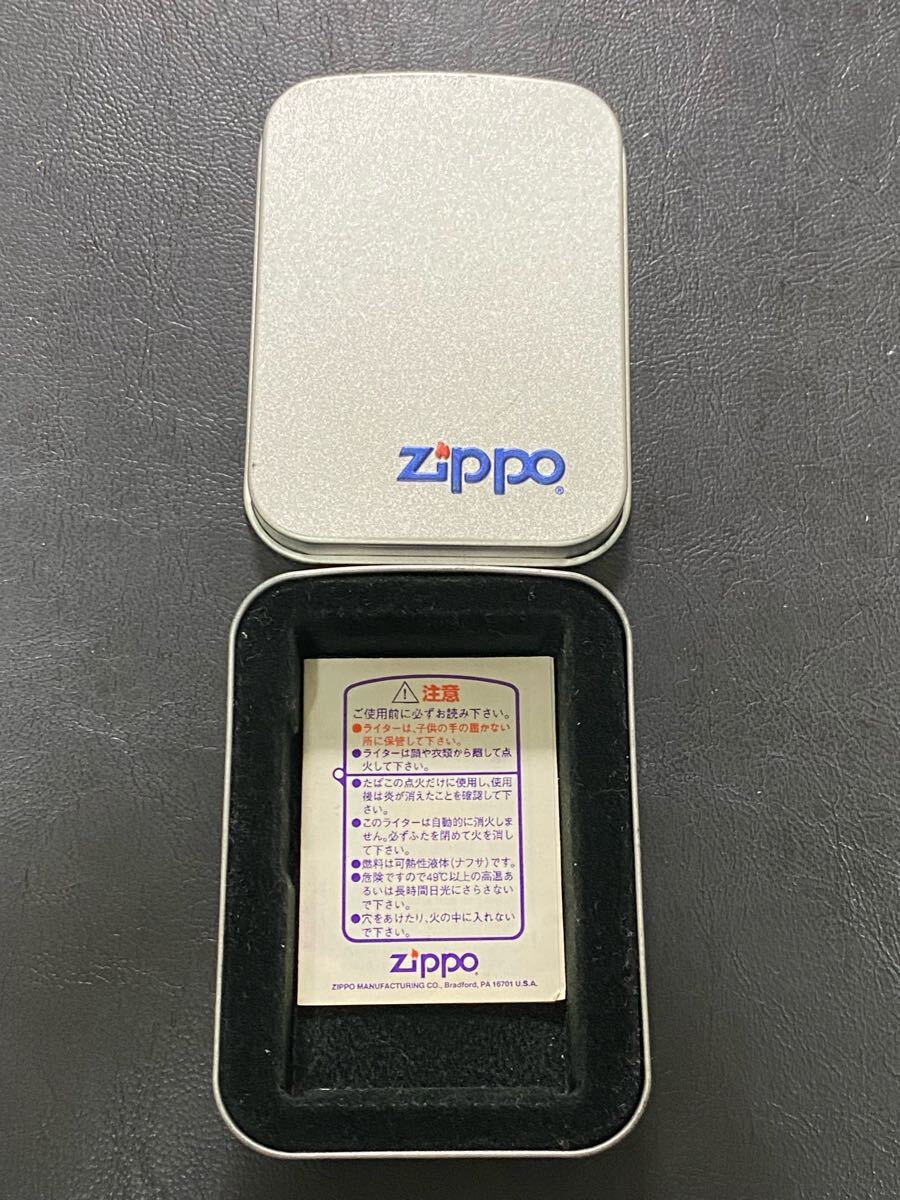 Zippo®
⚠注意
ご使用前に必ずお読み下さい。
●ライターは、子供の手の届かない
所に保管して下さい。
●ライターは顔や衣類から離して点
火して下さい。
●たばこの点火だけに使用し、使用
後は炎が消えたことを確認して下
さい。
●このライターは自動的に消火しま
せん。必ずふたを閉めて火を消し
て下さい。
●燃料は可熱性液体(ナフサ)です。
●危険ですので49℃以上の高温あ
るいは長時間日光にさらさない
で下さい。
●穴をあけたり、火の中に入れない
で下さい。
Zippo
ZIPPO MANUFACTURING CO., Bradford, PA 16701 U.S.A.